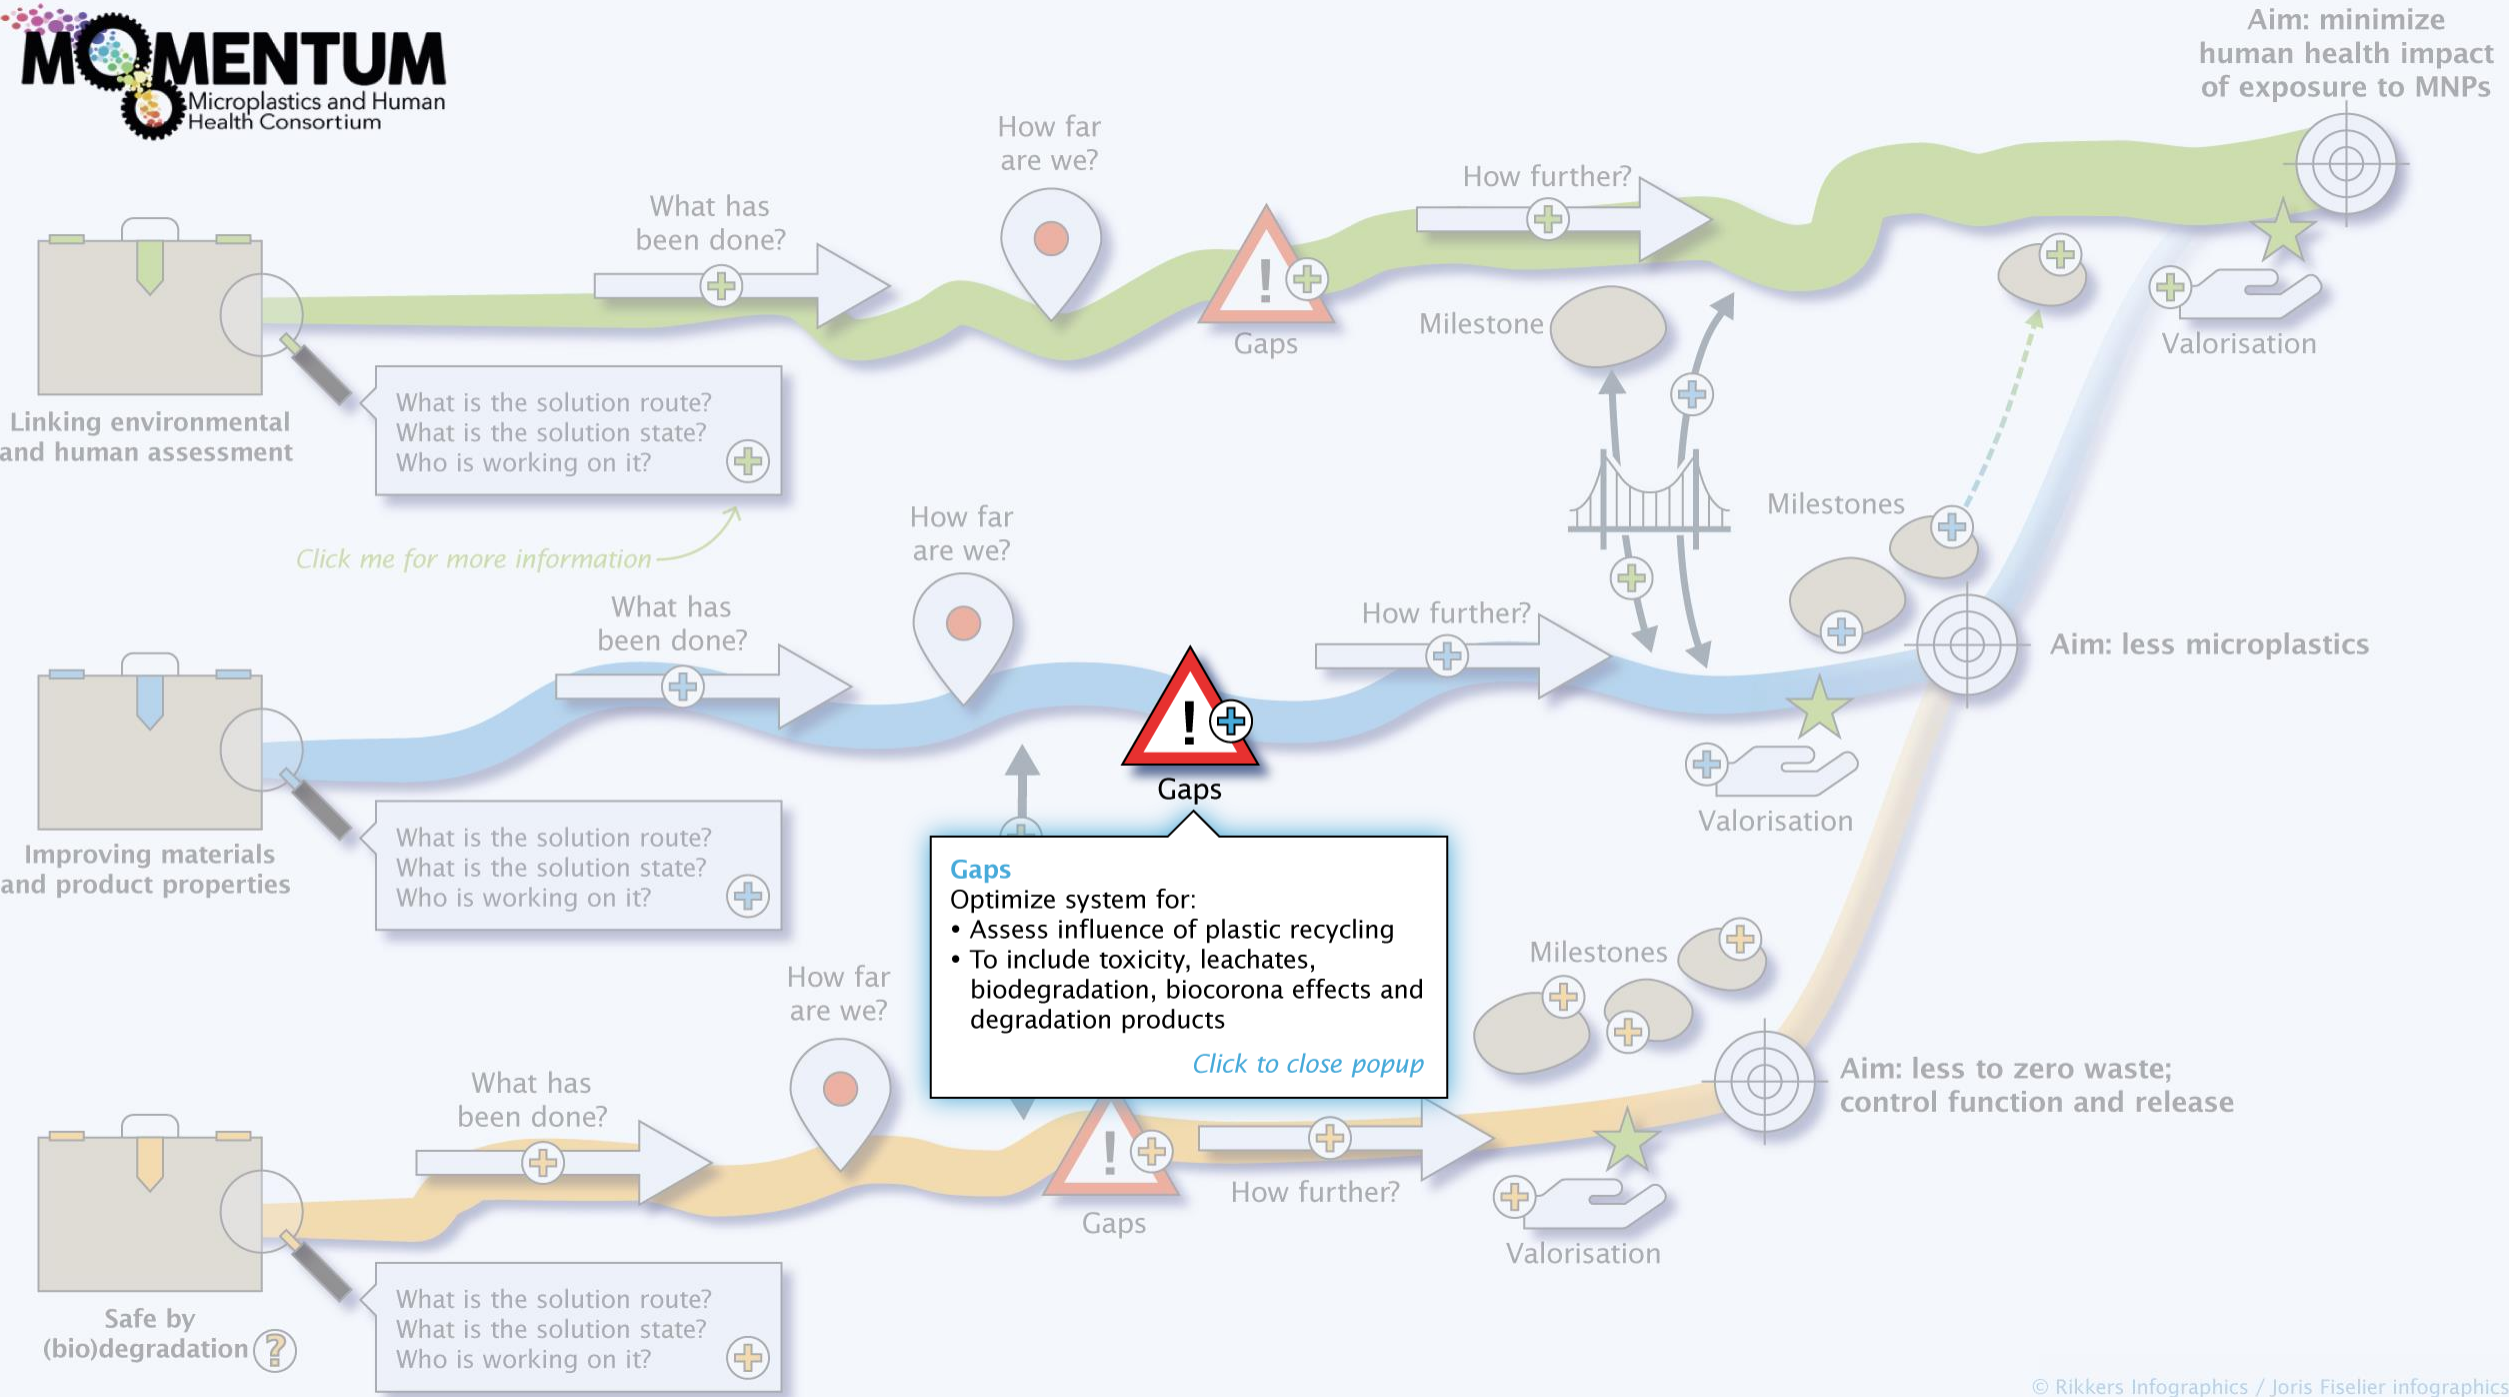 MOMENTUM
Microplastics and Human
Health Consortium
Aim: minimize
human health impact
of exposure to MNPs
How far
are we?
How further?
What has
been done?
!
Gaps
Milestone
Valorisation
Linking environmental
and human assessment
What is the solution route?
What is the solution state?
Who is working on it?
Click me for more information
How far
are we?
Milestones
What has
been done?
How further?
Aim: less microplastics
!
Gaps
Valorisation
Improving materials
and product properties
What is the solution route?
What is the solution state?
Who is working on it?
Gaps
Optimize system for:
• Assess influence of plastic recycling
• To include toxicity, leachates,
biodegradation, biocorona effects and
degradation products
Click to close popup
How far
are we?
Milestones
What has
been done?
Aim: less to zero waste;
control function and release
!
Gaps
How further?
Valorisation
Safe by
(bio)degradation ?
What is the solution route?
What is the solution state?
Who is working on it?
© Rikkers Infographics / Joris Fiselier infographics